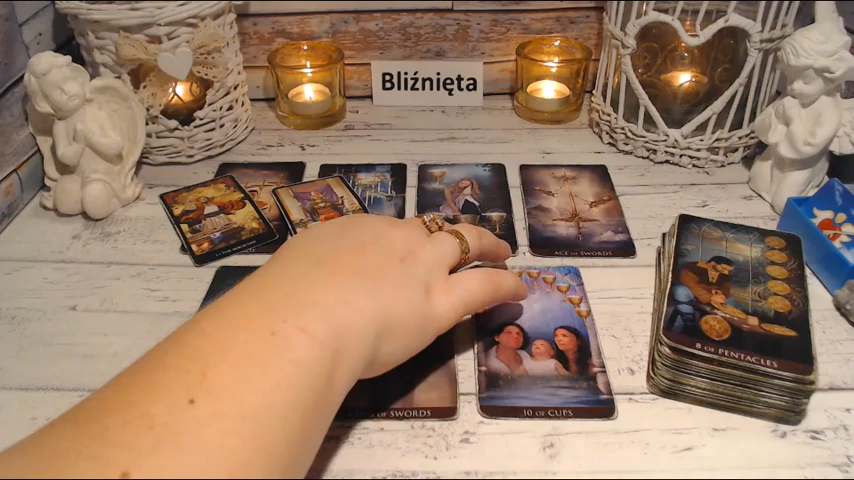 Bliźnięta
ACE OF SWORDS
8 OF PENTACLES
OF SWORDS
10 OF CUPS